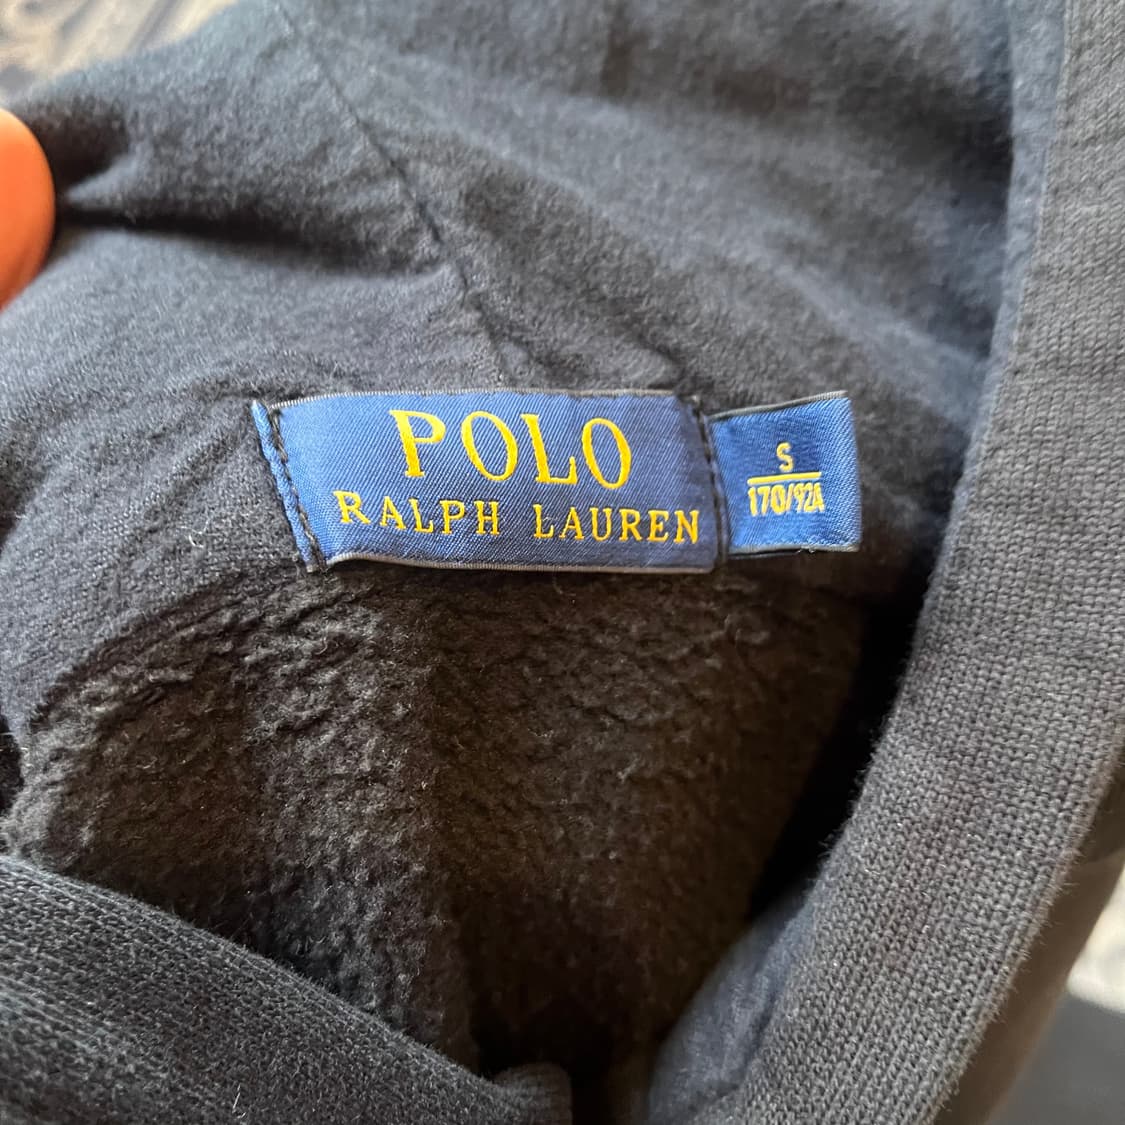 POLO
RALPH LAUREN
S
170/92A